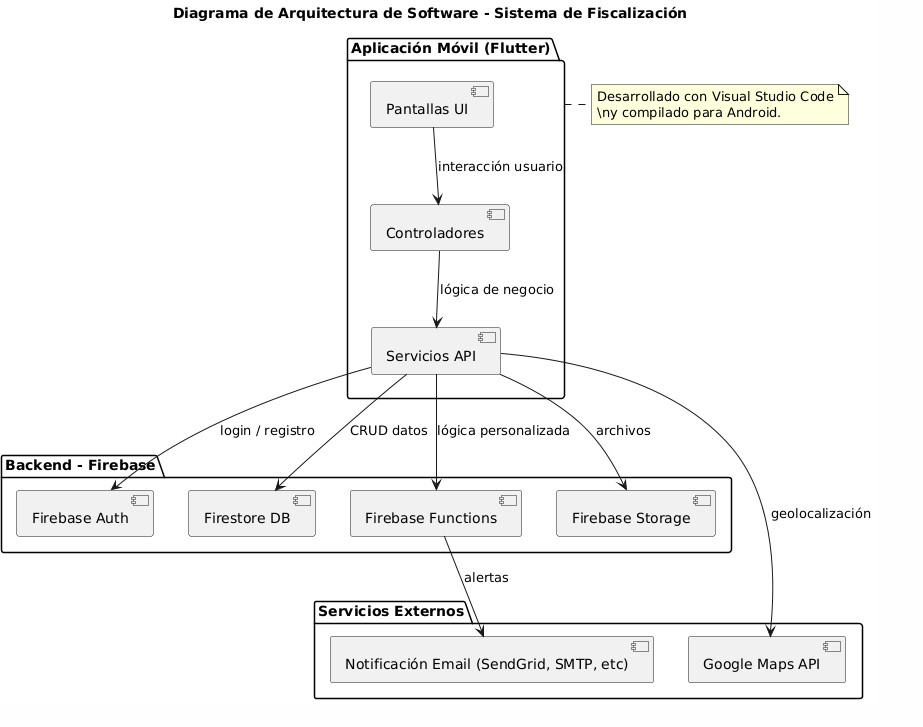 Diagrama de Arquitectura de Software - Sistema de Fiscalización
Aplicación Móvil (Flutter)
Pantallas UI
Desarrollado con Visual Studio Code
\ny compilado para Android.
interacción usuario
Controladores
lógica de negocio
Servicios API
login / registro
CRUD datos
lógica personalizada
archivos
Backend - Firebase
Firebase Auth
Firestore DB
Firebase Functions
Firebase Storage
geolocalización
alertas
Servicios Externos
Notificación Email (SendGrid, SMTP, etc)
Google Maps API